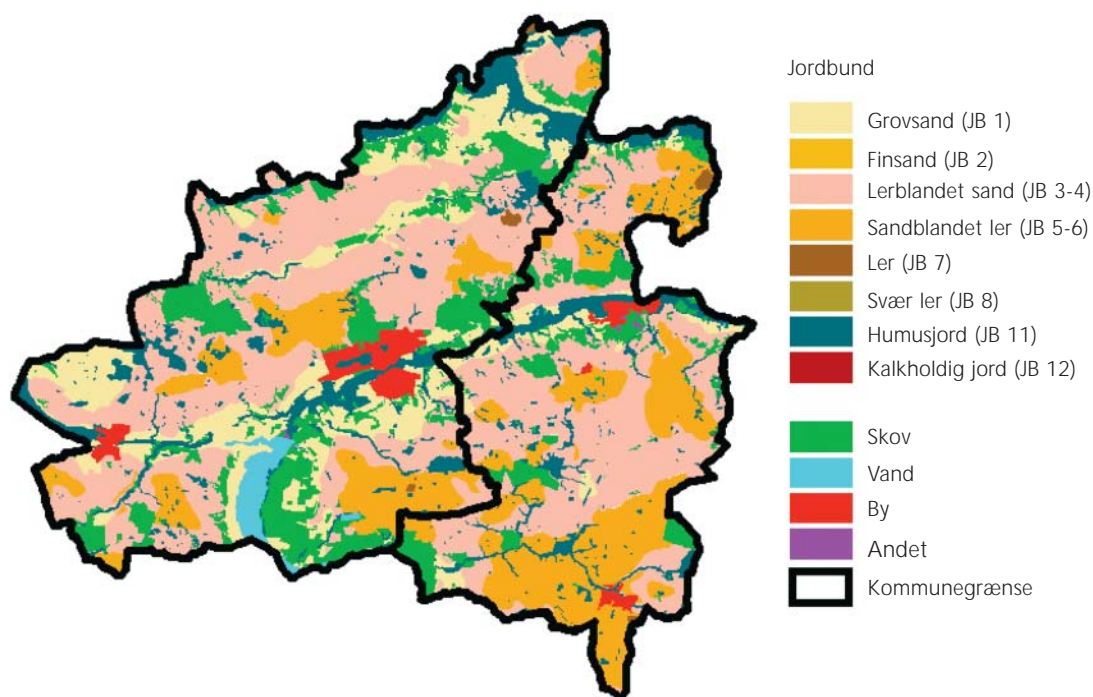 Jordbund
Grovsand (JB 1)
Finsand (JB 2)
Lerblandet sand (JB 3-4)
Sandblandet ler (JB 5-6)
Ler (JB 7)
Svær ler (JB 8)
Humusjord (JB 11)
Kalkholdig jord (JB 12)
Skov
Vand
By
Andet
Kommunegrænse